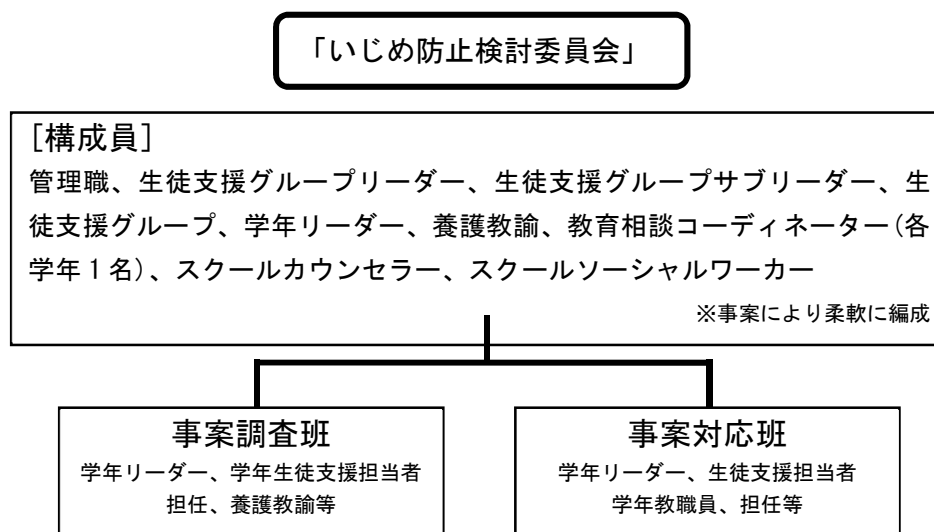 「いじめ防止検討委員会」
［構成員］
管理職、生徒支援グループリーダー、生徒支援グループサブリーダー、生
徒支援グループ、学年リーダー、養護教諭、教育相談コーディネーター(各
学年１名)、スクールカウンセラー、スクールソーシャルワーカー
※事案により柔軟に編成
事案調査班
学年リーダー、学年生徒支援担当者
担任、養護教諭等
事案対応班
学年リーダー、生徒支援担当者
学年教職員、担任等